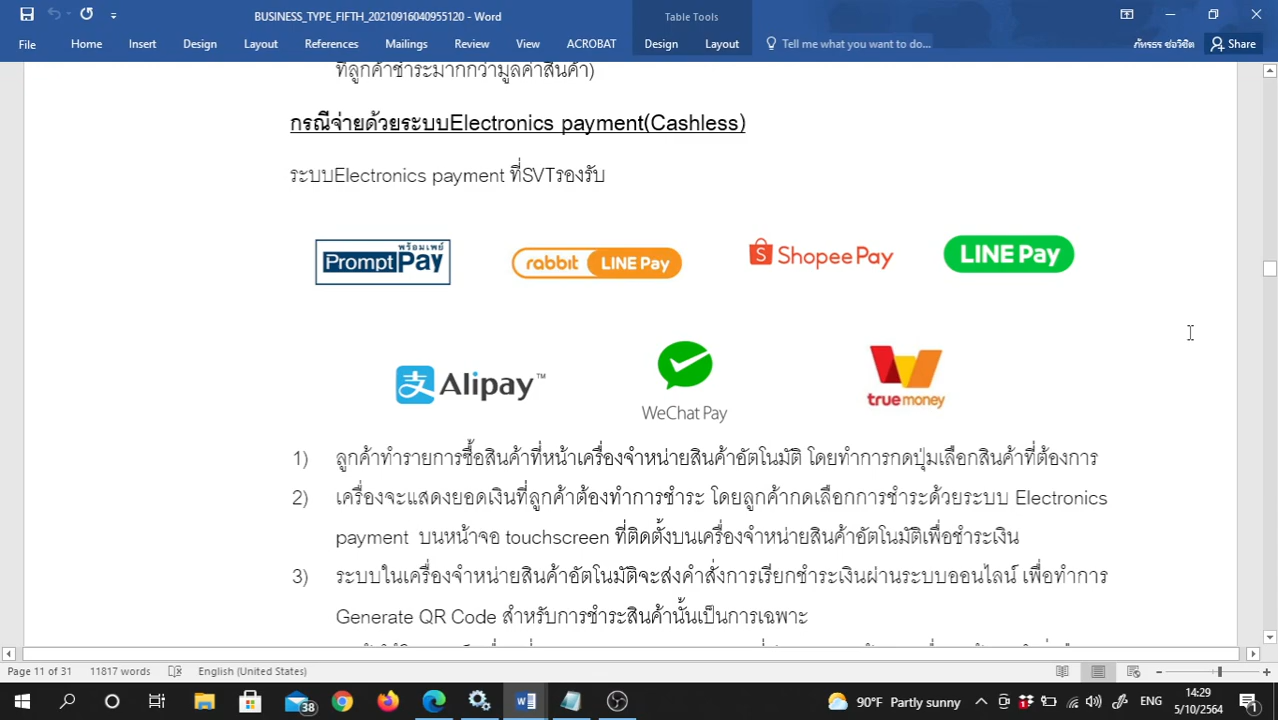 BUSINESS_TYPE_FIFTH_20210916040955120 - Word
Table Tools
File Home Insert Design Layout References Mailings Review View ACROBAT Design Layout Tell me what you want to do... ภัทรธร ช่อวิชิต Share
ที่ลูกค้าชำระมากกว่ามูลค่าสินค้า)
กรณีจ่ายด้วยระบบElectronics payment(Cashless)
ระบบElectronics payment ที่SVTรองรับ
พร้อมเพย์
PromptPay
rabbit LINE Pay
ShopeePay
LINE Pay
支 Alipay™
WeChat Pay
truemoney
1) ลูกค้าทำรายการซื้อสินค้าที่หน้าเครื่องจำหน่ายสินค้าอัตโนมัติ โดยทำการกดปุ่มเลือกสินค้าที่ต้องการ
2) เครื่องจะแสดงยอดเงินที่ลูกค้าต้องทำการชำระ โดยลูกค้ากดเลือกการชำระด้วยระบบ Electronics
payment บนหน้าจอ touchscreen ที่ติดตั้งบนเครื่องจำหน่ายสินค้าอัตโนมัติเพื่อชำระเงิน
3) ระบบในเครื่องจำหน่ายสินค้าอัตโนมัติจะส่งคำสั่งการเรียกชำระเงินผ่านระบบออนไลน์ เพื่อทำการ
Generate QR Code สำหรับการชำระสินค้านั้นเป็นการเฉพาะ
Page 11 of 31 11817 words English (United States)
38
90°F Partly sunny
ENG
14:29
5/10/2564
1